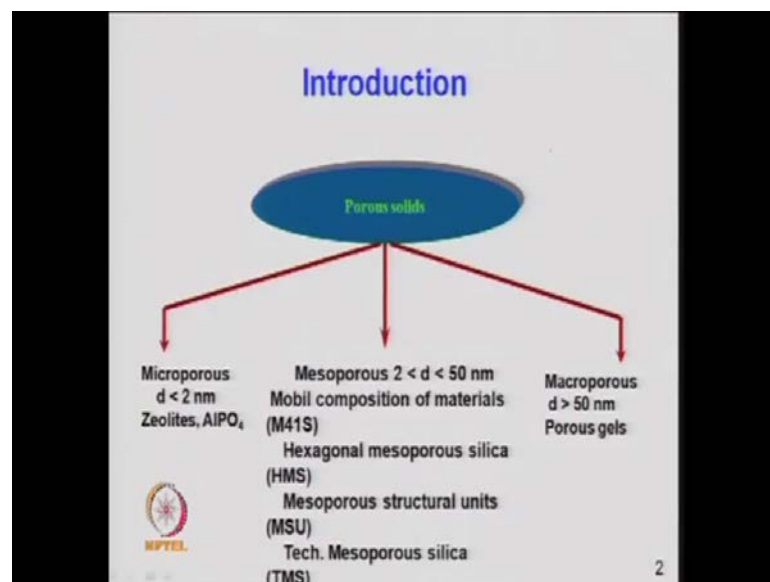 Introduction
Porous solids
Microporous
d < 2 nm
Zeolites, AlPO₄
Mesoporous 2 < d < 50 nm
Mobil composition of materials
(M41S)
Hexagonal mesoporous silica
(HMS)
Mesoporous structural units
(MSU)
Tech. Mesoporous silica
(TMS)
Macroporous
d > 50 nm
Porous gels
NPTEL
2